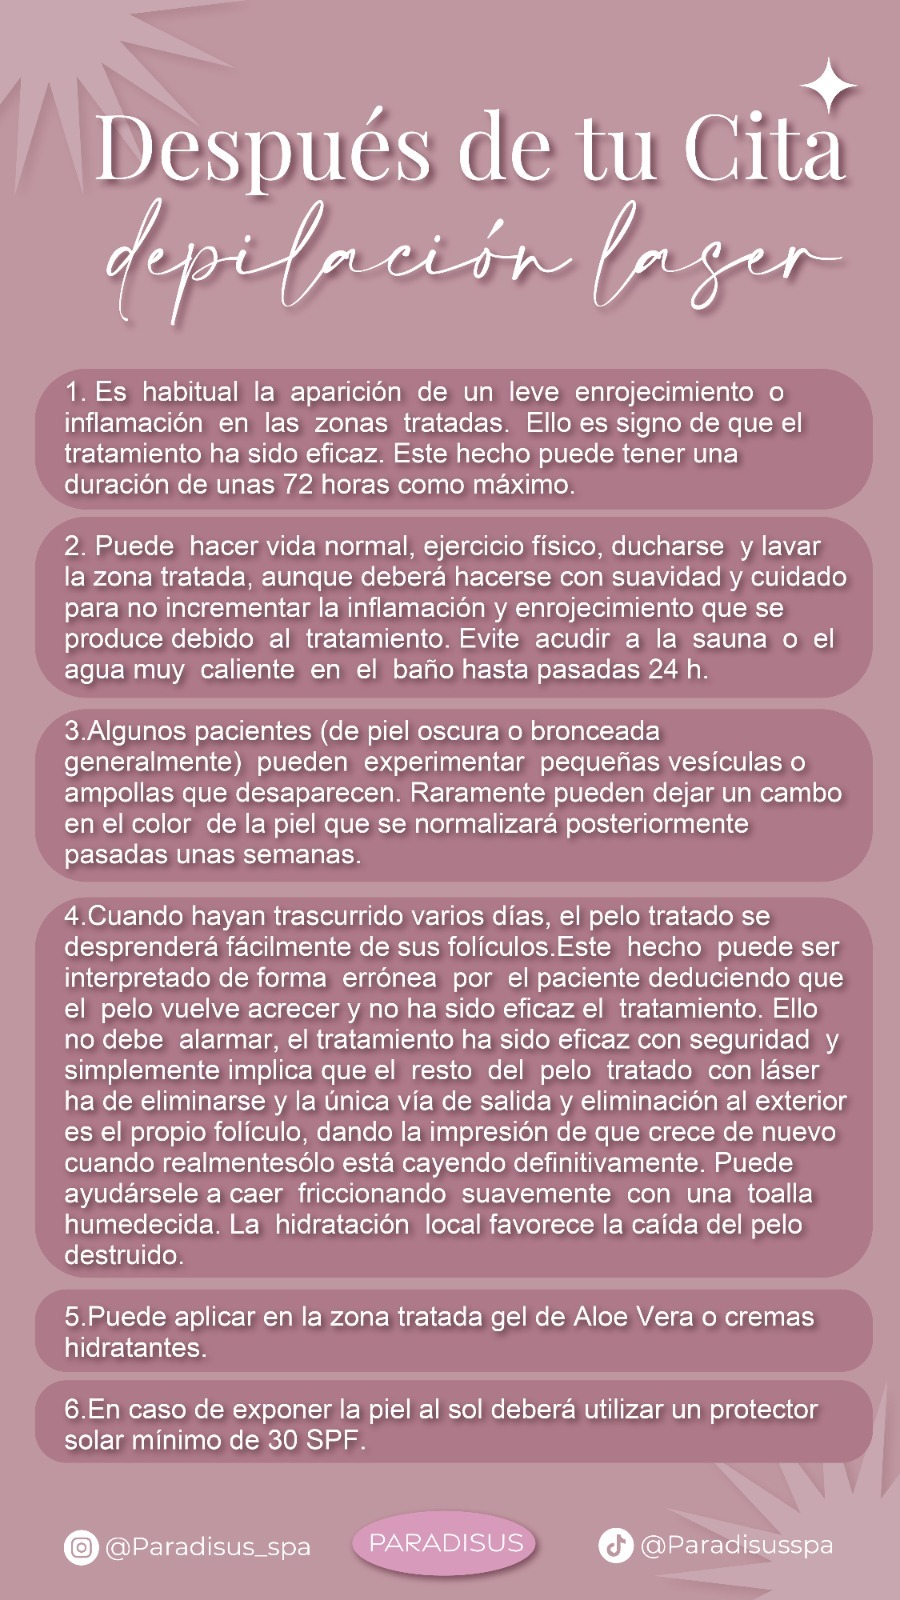 Después de tu Cita
depilación laser
1. Es habitual la aparición de un leve enrojecimiento o
inflamación en las zonas tratadas. Ello es signo de que el
tratamiento ha sido eficaz. Este hecho puede tener una
duración de unas 72 horas como máximo.
2. Puede hacer vida normal, ejercicio físico, ducharse y lavar
la zona tratada, aunque deberá hacerse con suavidad y cuidado
para no incrementar la inflamación y enrojecimiento que se
produce debido al tratamiento. Evite acudir a la sauna o el
agua muy caliente en el baño hasta pasadas 24 h.
3.Algunos pacientes (de piel oscura o bronceada
generalmente) pueden experimentar pequeñas vesículas o
ampollas que desaparecen. Raramente pueden dejar un cambo
en el color de la piel que se normalizará posteriormente
pasadas unas semanas.
4.Cuando hayan trascurrido varios días, el pelo tratado se
desprenderá fácilmente de sus folículos.Este hecho puede ser
interpretado de forma errónea por el paciente deduciendo que
el pelo vuelve acrecer y no ha sido eficaz el tratamiento. Ello
no debe alarmar, el tratamiento ha sido eficaz con seguridad y
simplemente implica que el resto del pelo tratado con láser
ha de eliminarse y la única vía de salida y eliminación al exterior
es el propio folículo, dando la impresión de que crece de nuevo
cuando realmentesólo está cayendo definitivamente. Puede
ayudársele a caer friccionando suavemente con una toalla
humedecida. La hidratación local favorece la caída del pelo
destruido.
5.Puede aplicar en la zona tratada gel de Aloe Vera o cremas
hidratantes.
6.En caso de exponer la piel al sol deberá utilizar un protector
solar mínimo de 30 SPF.
@Paradisus_spa
PARADISUS
@Paradisusspa